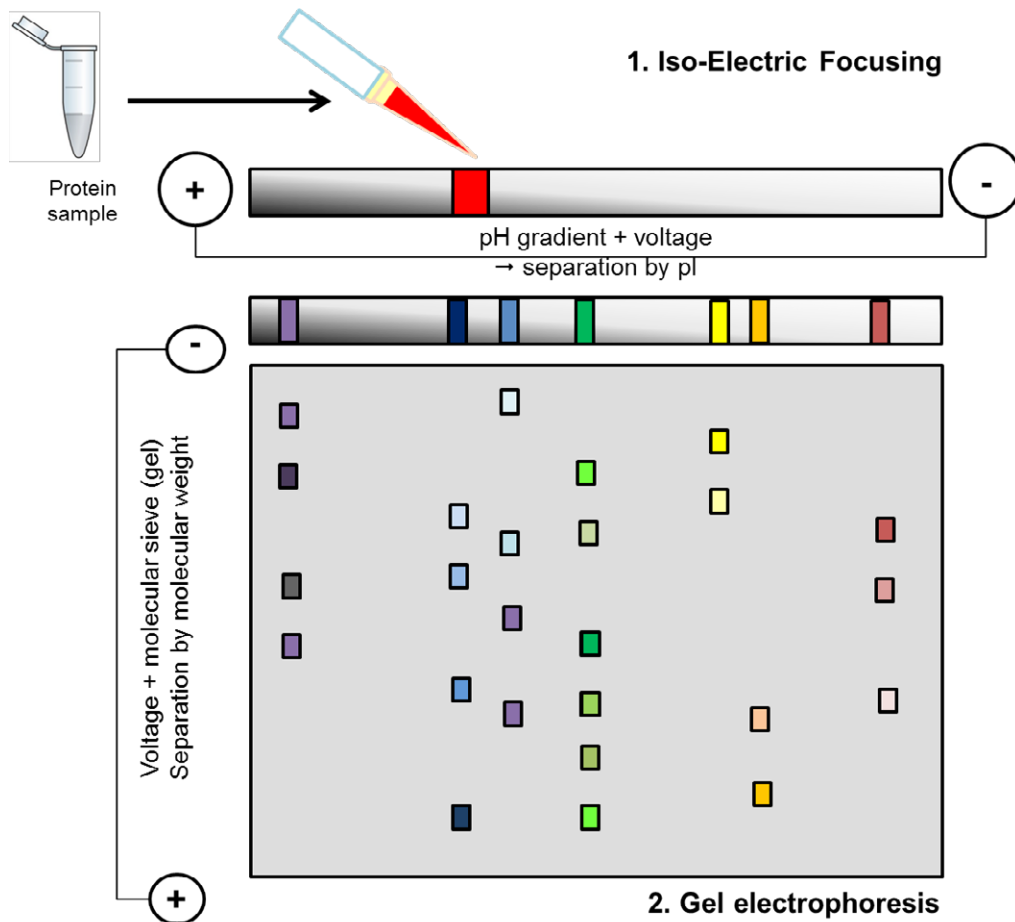 1. Iso-Electric Focusing
Protein
sample
+
-
pH gradient + voltage
→ separation by pI
-
Voltage + molecular sieve (gel)
Separation by molecular weight
+
2. Gel electrophoresis